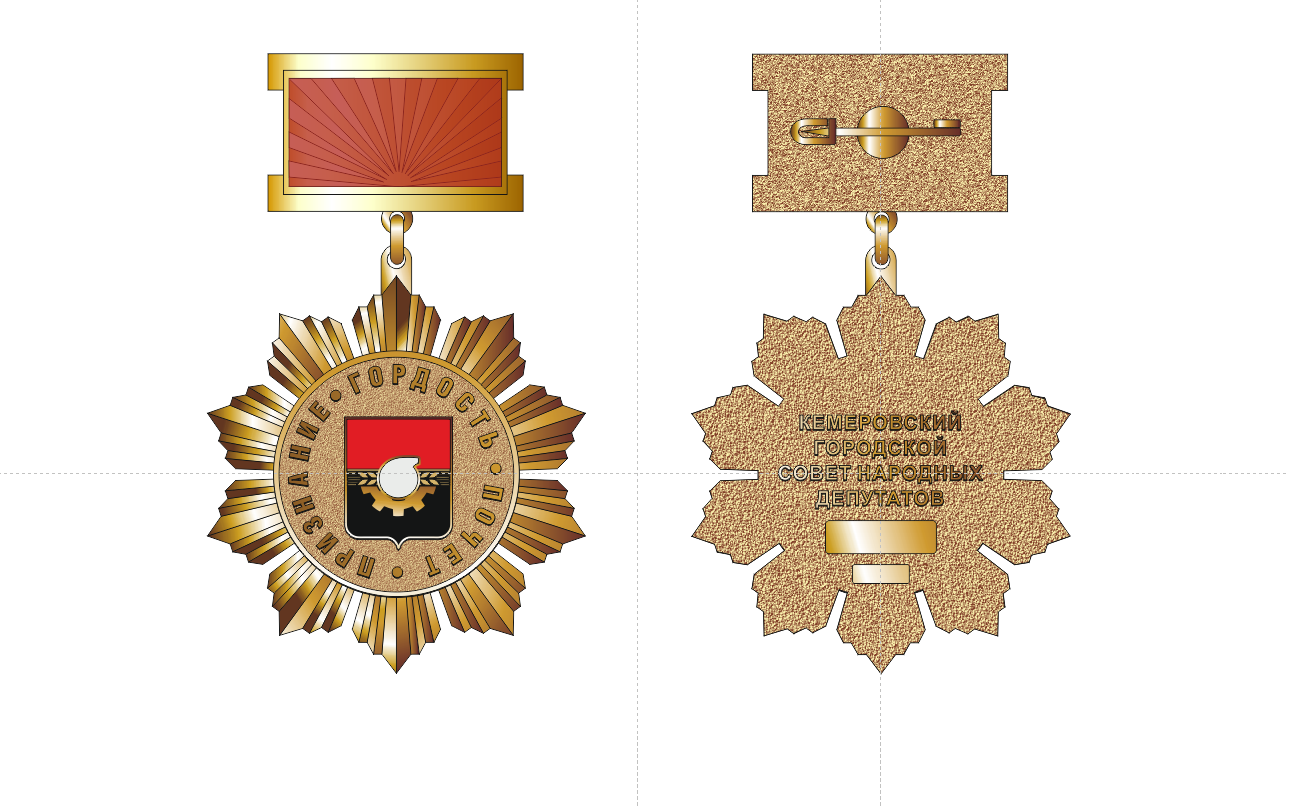 ПРИЗНАНИЕ • ГОРДОСТЬ • ПОЧЕТ •
КЕМЕРОВСКИЙ
ГОРОДСКОЙ
СОВЕТ НАРОДНЫХ
ДЕПУТАТОВ